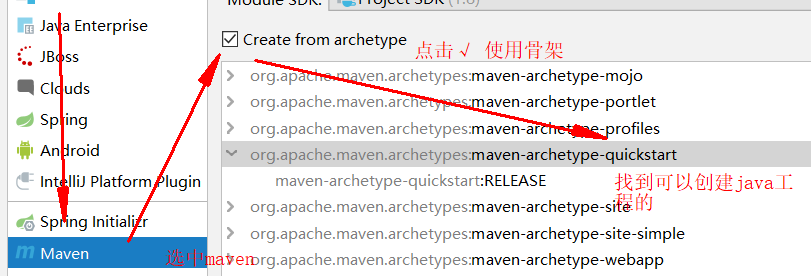 Module SDK: Project SDK (1.8)
Java Enterprise
JBoss
Clouds
Spring
Android
IntelliJ Platform Plugin
Spring Initializr
Maven
选中maven
Create from archetype
点击√ 使用骨架
org.apache.maven.archetypes:maven-archetype-mojo
org.apache.maven.archetypes:maven-archetype-portlet
org.apache.maven.archetypes:maven-archetype-profiles
org.apache.maven.archetypes:maven-archetype-quickstart
maven-archetype-quickstart:RELEASE
找到可以创建java工
程的
org.apache.maven.archetypes:maven-archetype-site
org.apache.maven.archetypes:maven-archetype-site-simple
org.apache.maven.archetypes:maven-archetype-webapp